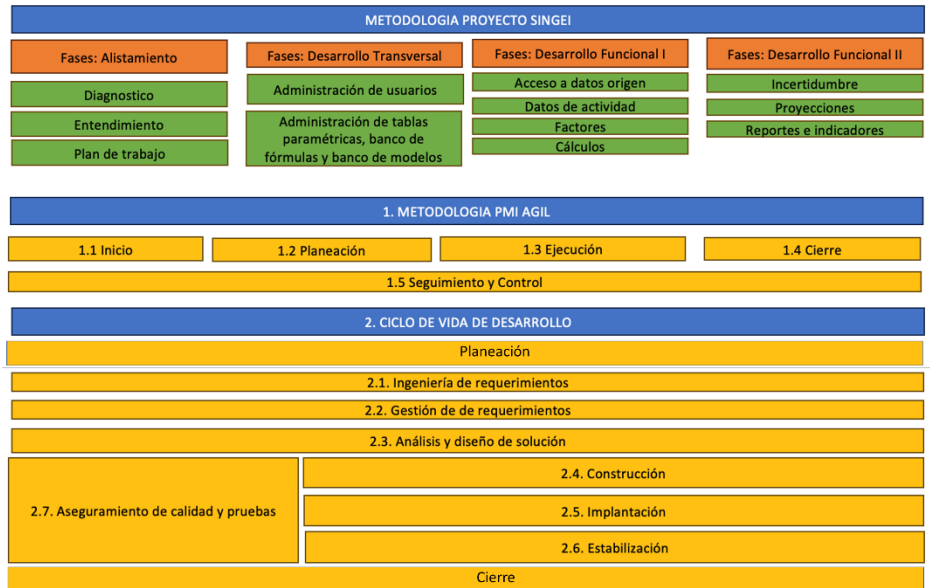 METODOLOGIA PROYECTO SINGEI
Fases: Alistamiento
Diagnostico
Entendimiento
Plan de trabajo
Fases: Desarrollo Transversal
Administración de usuarios
Administración de tablas
paramétricas, banco de
fórmulas y banco de modelos
Fases: Desarrollo Funcional I
Acceso a datos origen
Datos de actividad
Factores
Cálculos
Fases: Desarrollo Funcional II
Incertidumbre
Proyecciones
Reportes e indicadores
1. METODOLOGIA PMI AGIL
1.1 Inicio
1.2 Planeación
1.3 Ejecución
1.4 Cierre
1.5 Seguimiento y Control
2. CICLO DE VIDA DE DESARROLLO
Planeación
2.1. Ingeniería de requerimientos
2.2. Gestión de de requerimientos
2.3. Análisis y diseño de solución
2.7. Aseguramiento de calidad y pruebas
2.4. Construcción
2.5. Implantación
2.6. Estabilización
Cierre